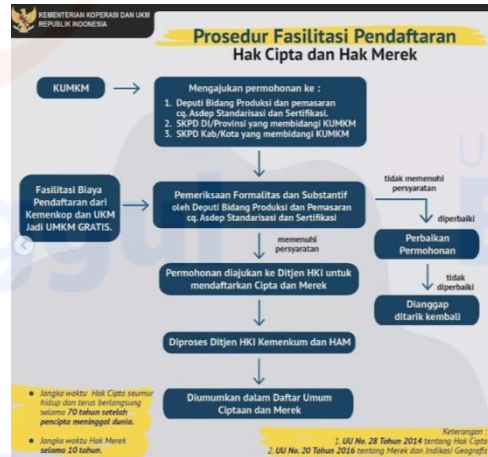 KEMENTERIAN KOPERASI DAN UKM
REPUBLIK INDONESIA
Prosedur Fasilitasi Pendaftaran
Hak Cipta dan Hak Merek
KUMKM
Mengajukan permohonan ke :
1. Deputi Bidang Produksi dan pemasaran
cq. Asdep Standarisasi dan Sertifikasi.
2. SKPD DI/Provinsi yang membidangi KUMKM
3. SKPD Kab/Kota yang membidangi KUMKM
Fasilitasi Biaya
Pendaftaran dari
Kemenkop dan UKM
Jadi UMKM GRATIS.
Pemeriksaan Formalitas dan Substantif
oleh Deputi Bidang Produksi dan Pemasaran
cq. Asdep Standarisasi dan Sertifikasi
tidak memenuhi
persyaratan
diperbaiki
Perbaikan
Permohonan
memenuhi
persyaratan
tidak
diperbaiki
Permohonan diajukan ke Ditjen HKI untuk
mendaftarkan Cipta dan Merek
Dianggap
ditarik kembali
Diproses Ditjen HKI Kemenkum dan HAM
Diumumkan dalam Daftar Umum
Ciptaan dan Merek
Jangka waktu Hak Cipta seumur
hidup dan terus berlangsung
selama 70 tahun setelah
pencipta meninggal dunia.
Jangka waktu Hak Merek
selama 10 tahun.
Keterangan :
1. UU No. 28 Tahun 2014 tentang Hak Cipta
2. UU No. 20 Tahun 2016 tentang Merek dan Indikasi Geografis